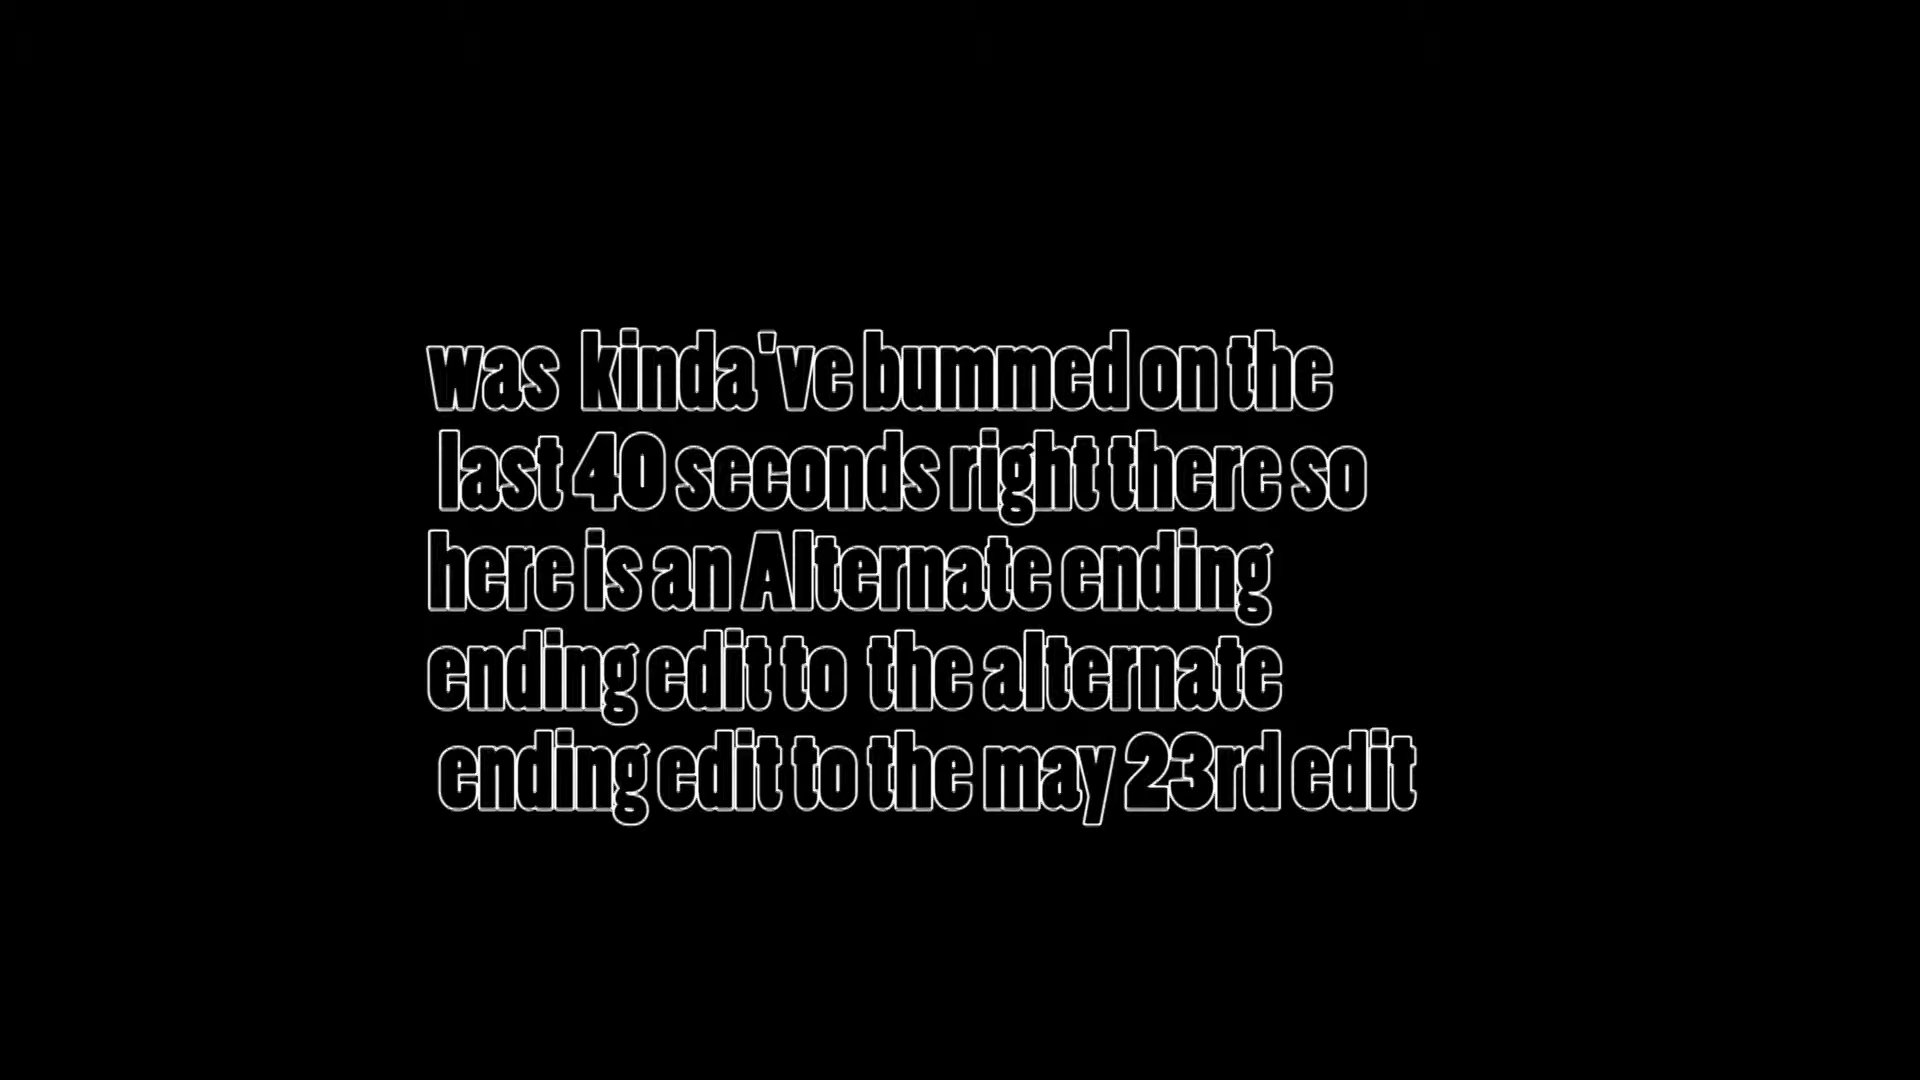 was kinda've bummed on the
last 40 seconds right there so
here is an Alternate ending
ending edit to the alternate
ending edit to the may 23rd edit